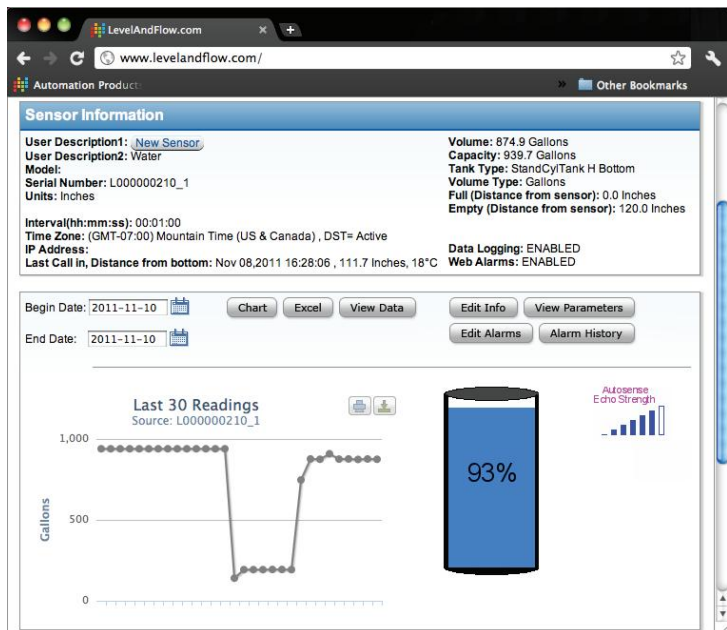 LevelAndFlow.com
www.levelandflow.com/
Automation Product
Other Bookmarks
Sensor Information
User Description1: New Sensor
User Description2: Water
Model:
Serial Number: L000000210_1
Units: Inches
Interval(hh:mm:ss): 00:01:00
Time Zone: (GMT-07:00) Mountain Time (US & Canada) , DST= Active
IP Address:
Last Call in, Distance from bottom: Nov 08,2011 16:28:06 , 111.7 Inches, 18°C
Volume: 874.9 Gallons
Capacity: 939.7 Gallons
Tank Type: StandCylTank H Bottom
Volume Type: Gallons
Full (Distance from sensor): 0.0 Inches
Empty (Distance from sensor): 120.0 Inches
Data Logging: ENABLED
Web Alarms: ENABLED
Begin Date: 2011-11-10
End Date: 2011-11-10
Chart Excel View Data
Edit Info View Parameters
Edit Alarms Alarm History
Last 30 Readings
Source: L000000210_1
1,000
500
0
Gallons
93%
Autosense
Echo Strength